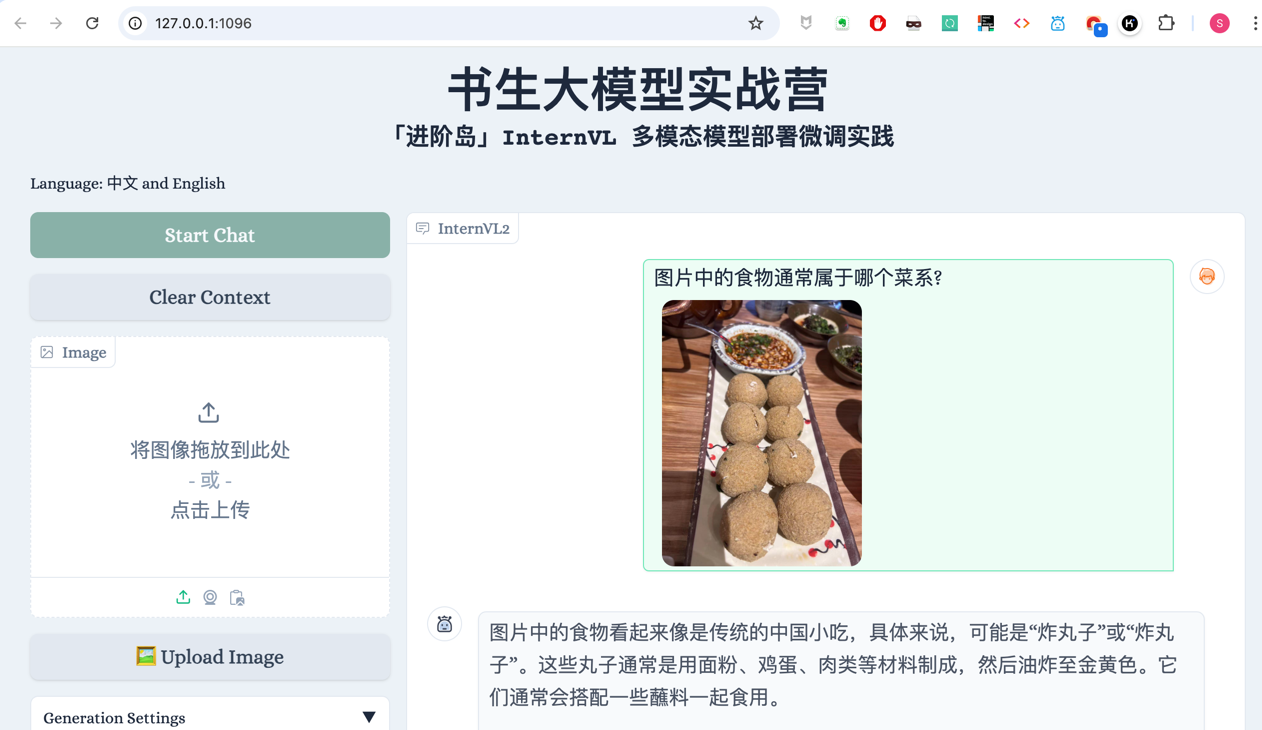 127.0.0.1:1096
S
书生大模型实战营
「进阶岛」InternVL 多模态模型部署微调实践
Language: 中文 and English
Start Chat
Clear Context
Image
将图像拖放到此处
- 或 -
点击上传
🖼️ Upload Image
Generation Settings ▼
InternVL2
图片中的食物通常属于哪个菜系?
图片中的食物看起来像是传统的中国小吃，具体来说，可能是“炸丸子”或“炸丸
子”。这些丸子通常是用面粉、鸡蛋、肉类等材料制成，然后油炸至金黄色。它
们通常会搭配一些蘸料一起食用。